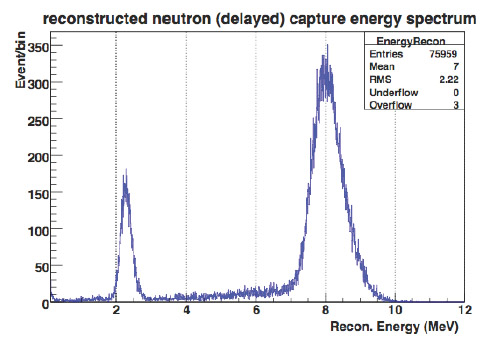 reconstructed neutron (delayed) capture energy spectrum
Event/bin
EnergyRecon
Entries 75959
Mean 7
RMS 2.22
Underflow 0
Overflow 3
350
300
250
200
150
100
50
0
2
4
6
8
10
12
Recon. Energy (MeV)